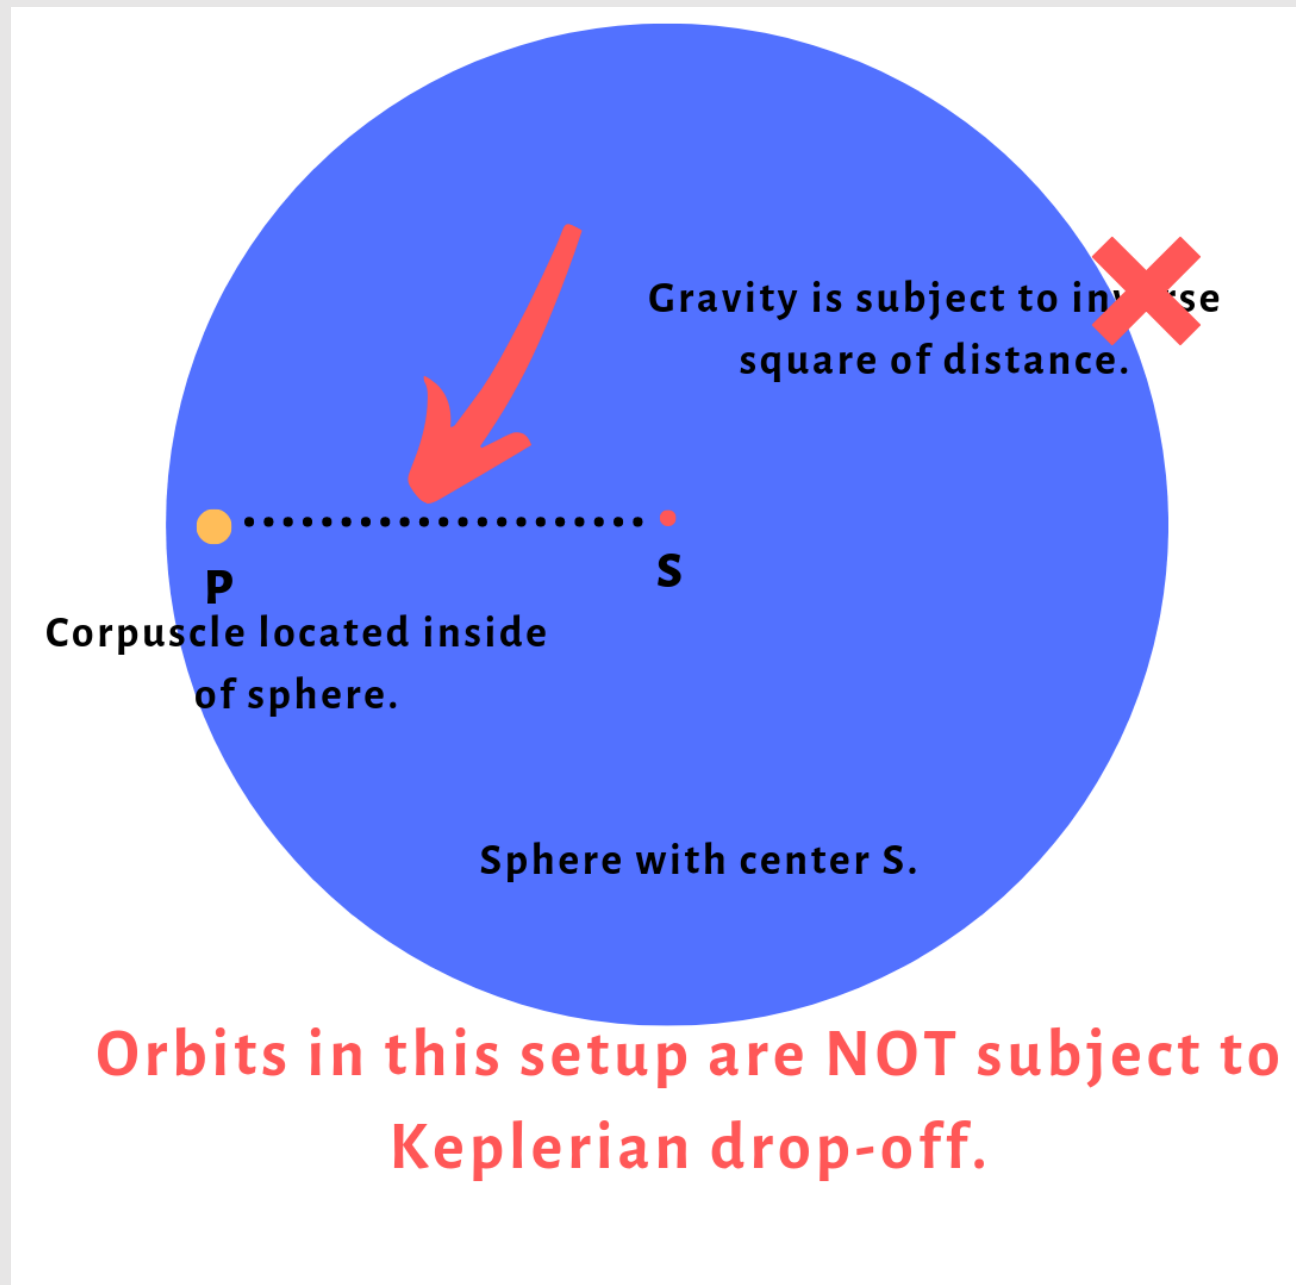 Gravity is subject to inverse
square of distance.
P
S
Corpuscle located inside
of sphere.
Sphere with center S.
Orbits in this setup are NOT subject to
Keplerian drop-off.